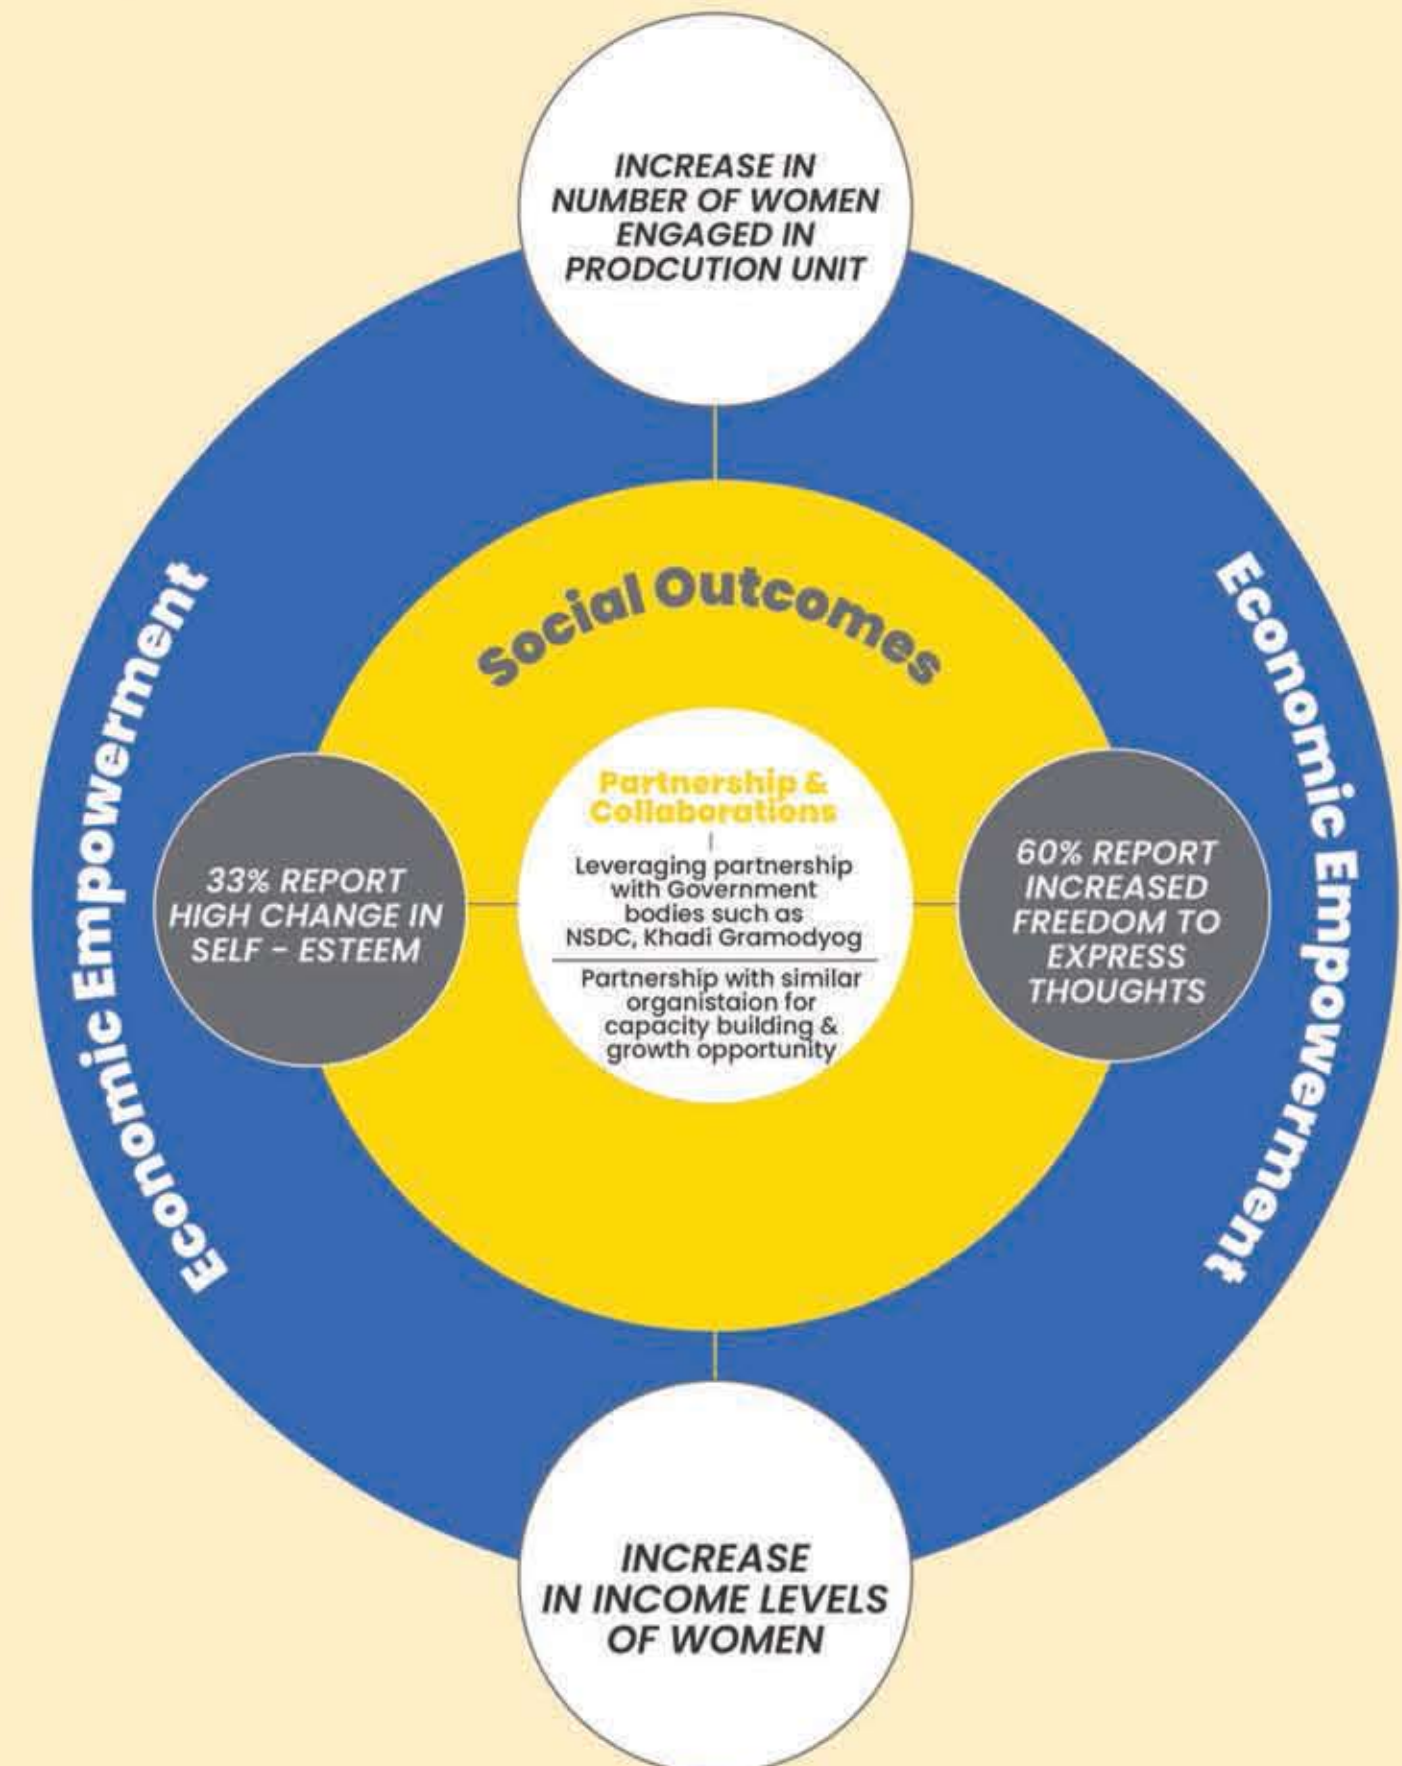 INCREASE IN
NUMBER OF WOMEN
ENGAGED IN
PRODCUTION UNIT
Social Outcomes
Economic Empowerment
Economic Empowerment
Partnership &
Collaborations
Leveraging partnership
with Government
bodies such as
NSDC, Khadi Gramodyog
Partnership with similar
organistaion for
capacity building &
growth opportunity
33% REPORT
HIGH CHANGE IN
SELF - ESTEEM
60% REPORT
INCREASED
FREEDOM TO
EXPRESS
THOUGHTS
INCREASE
IN INCOME LEVELS
OF WOMEN